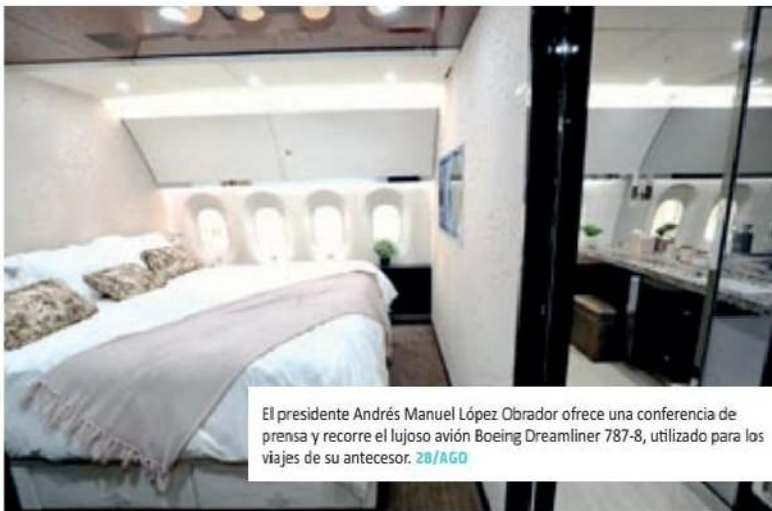 El presidente Andrés Manuel López Obrador ofrece una conferencia de
prensa y recorre el lujoso avión Boeing Dreamliner 787-8, utilizado para los
viajes de su antecesor. 28/AGO